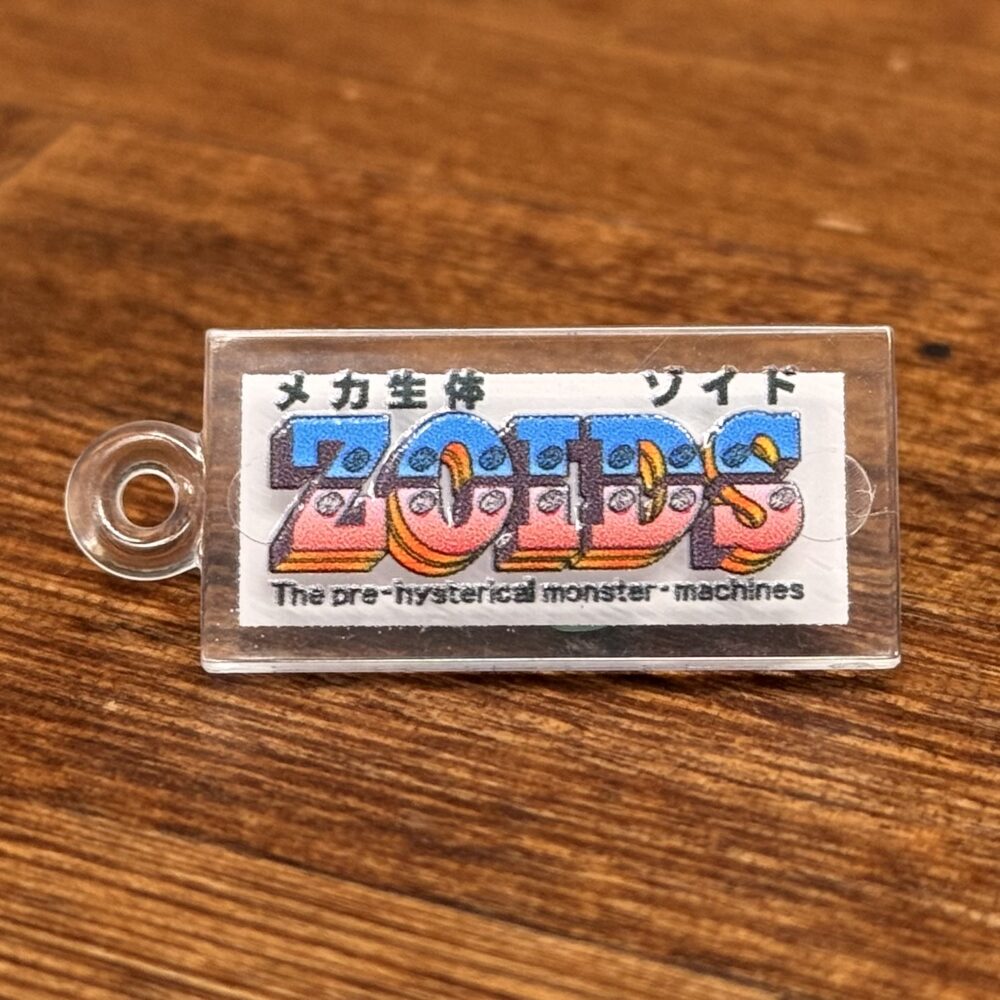 メカ生体 ゾイド
ZOIDS
The pre-hysterical monster-machines